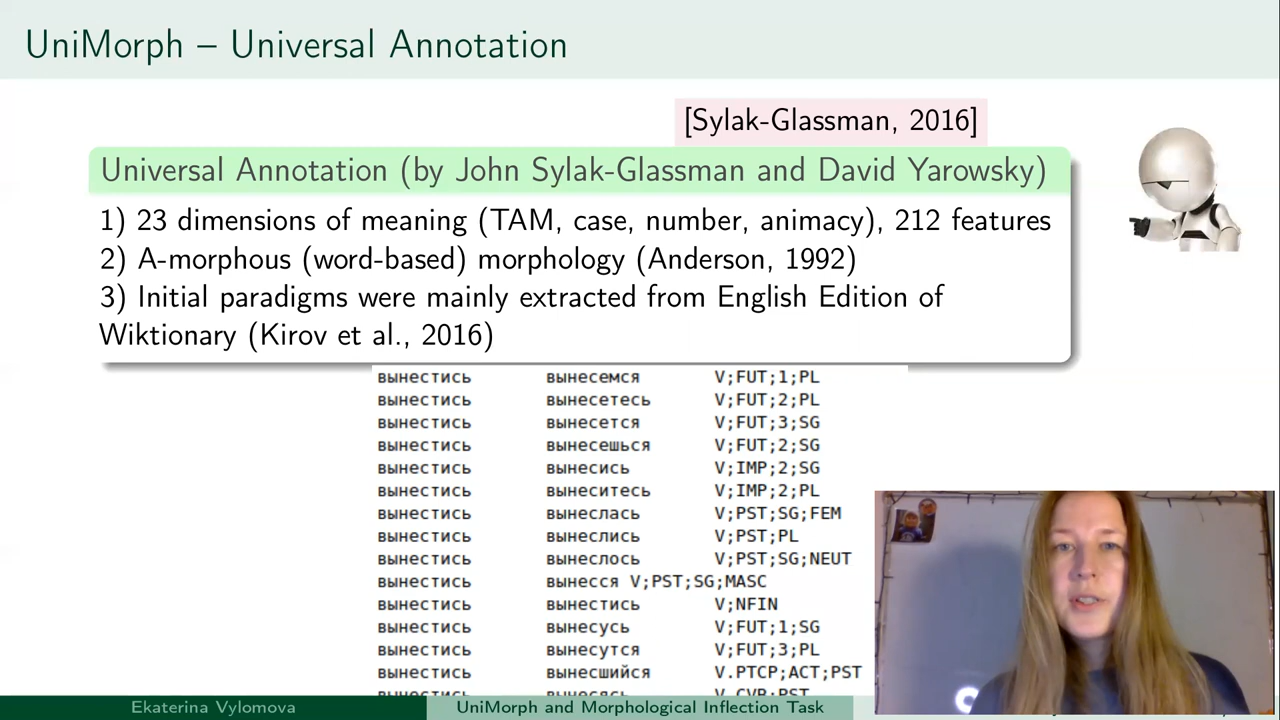 UniMorph – Universal Annotation
[Sylak-Glassman, 2016]
Universal Annotation (by John Sylak-Glassman and David Yarowsky)
1) 23 dimensions of meaning (TAM, case, number, animacy), 212 features
2) A-morphous (word-based) morphology (Anderson, 1992)
3) Initial paradigms were mainly extracted from English Edition of
Wiktionary (Kirov et al., 2016)
вынестись вынесемся V;FUT;1;PL
вынестись вынесетесь V;FUT;2;PL
вынестись вынесется V;FUT;3;SG
вынестись вынесешься V;FUT;2;SG
вынестись вынесись V;IMP;2;SG
вынестись вынеситесь V;IMP;2;PL
вынестись вынеслась V;PST;SG;FEM
вынестись вынеслись V;PST;PL
вынестись вынеслось V;PST;SG;NEUT
вынестись вынесся V;PST;SG;MASC
вынестись вынестись V;NFIN
вынестись вынесусь V;FUT;1;SG
вынестись вынесутся V;FUT;3;PL
вынестись вынесшийся V.PTCP;ACT;PST
вынестись вынесясь V.CVB;PST
Ekaterina Vylomova UniMorph and Morphological Inflection Task